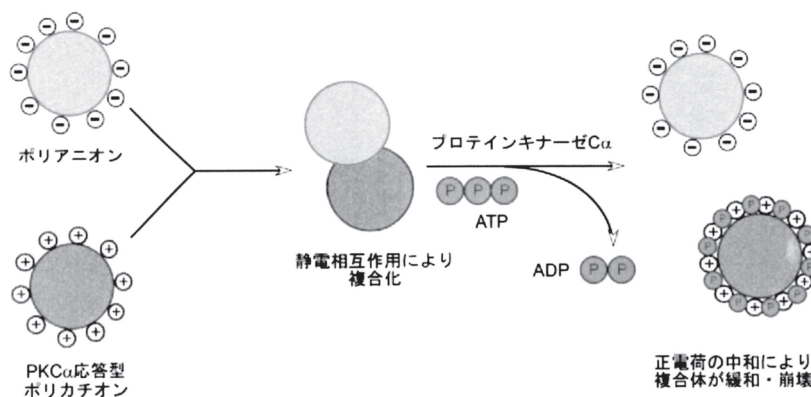 ポリアニオン
PKCα応答型
ポリカチオン
静電相互作用により
複合化
プロテインキナーゼCα
P P P
ATP
ADP P P
正電荷の中和により
複合体が緩和・崩壊